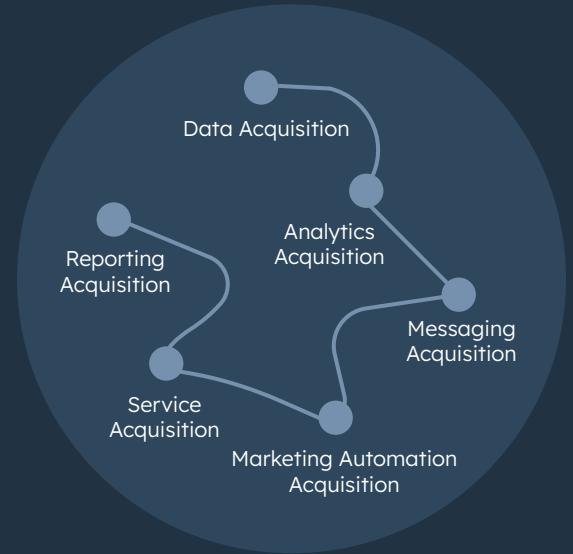 Data Acquisition
Analytics
Acquisition
Reporting
Acquisition
Messaging
Acquisition
Service
Acquisition
Marketing Automation
Acquisition